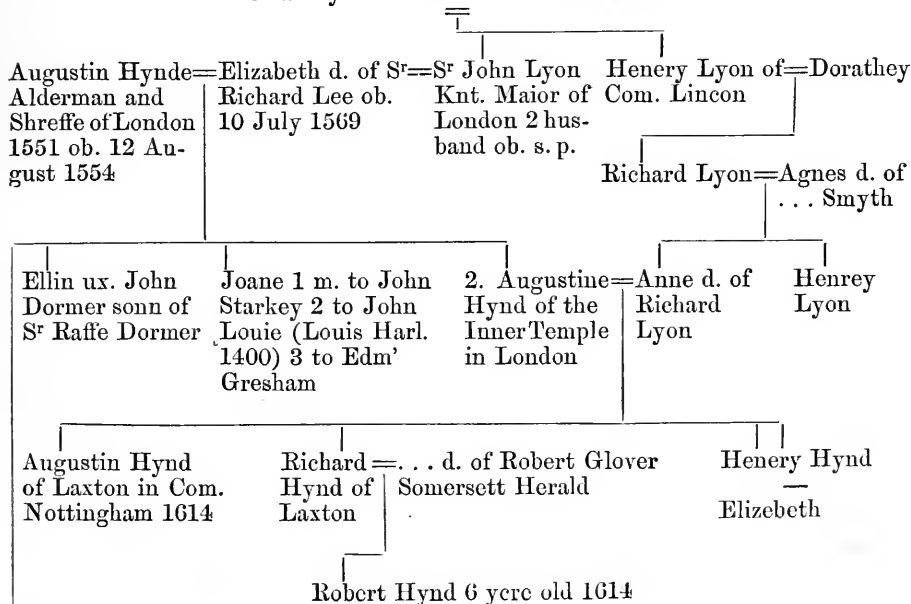 Augustin Hynde=Elizabeth d. of Sr=Sr John Lyon Henery Lyon of=Dorathey
Alderman and Richard Lee ob. Knt. Maior of Com. Lincon
Shreffe of London 10 July 1569 London 2 hus-
1551 ob. 12 Au- band ob. s. p.
gust 1554
Richard Lyon=Agnes d. of
... Smyth
Ellin ux. John Joane 1 m. to John 2. Augustine=Anne d. of Henrey
Dormer sonn of Starkey 2 to John Hynd of the Richard Lyon
Sr Raffe Dormer Louie (Louis Harl. Inner Temple Lyon
1400) 3 to Edm' in London
Gresham
Augustin Hynd Richard=... d. of Robert Glover Henery Hynd
of Laxton in Com. Hynd of Somersett Herald
Nottingham 1614 Laxton Elizebeth
Robert Hynd 6 yere old 1614